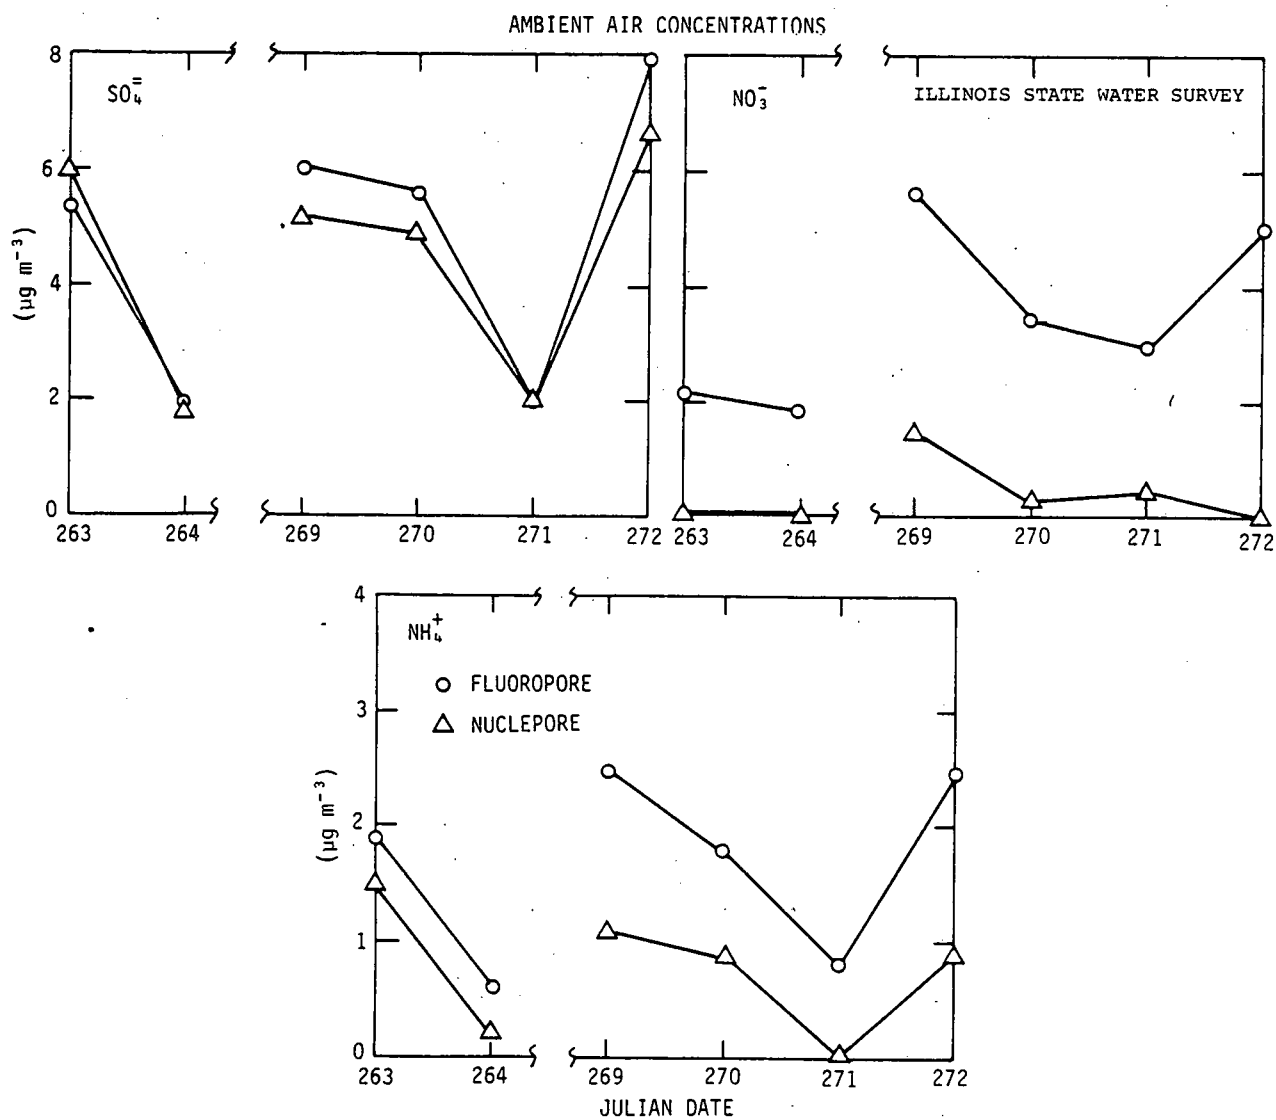 AMBIENT AIR CONCENTRATIONS
8
6
4
2
0
(µg m⁻³)
SO₄⁼
263 264 269 270 271 272
NO₃⁻
ILLINOIS STATE WATER SURVEY
263 264 269 270 271 272
4
3
2
1
0
(µg m⁻³)
NH₄⁺
FLUOROPORE
NUCLEPORE
263 264 269 270 271 272
JULIAN DATE